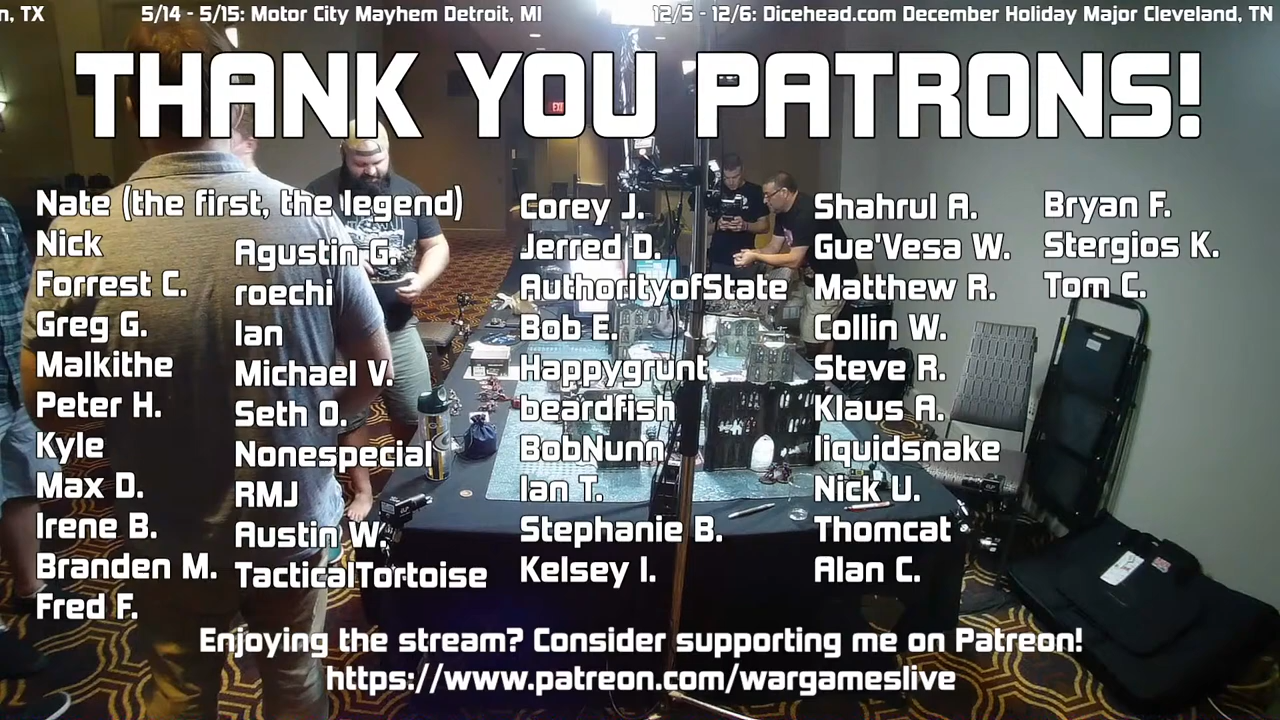 n, TX 5/14 - 5/15: Motor City Mayhem Detroit, MI 12/5 - 12/6: Dicehead.com December Holiday Major Cleveland, TN
THANK YOU PATRONS!
Nate (the first, the legend)
Nick
Forrest C.
Greg G.
Malkithe
Peter H.
Kyle
Max D.
Irene B.
Branden M.
Fred F.
Agustin G.
roechi
Ian
Michael V.
Seth O.
Nonespecial
RMJ
Austin W.
TacticalTortoise
Corey J.
Jerred D.
AuthorityofState
Bob E.
Happygrunt
beardfish
BobNunn
Ian T.
Stephanie B.
Kelsey I.
Shahrul A.
Gue'Vesa W.
Matthew R.
Collin W.
Steve R.
Klaus A.
liquidsnake
Nick U.
Thomcat
Alan C.
Bryan F.
Stergios K.
Tom C.
EXIT
Enjoying the stream? Consider supporting me on Patreon!
https://www.patreon.com/wargameslive